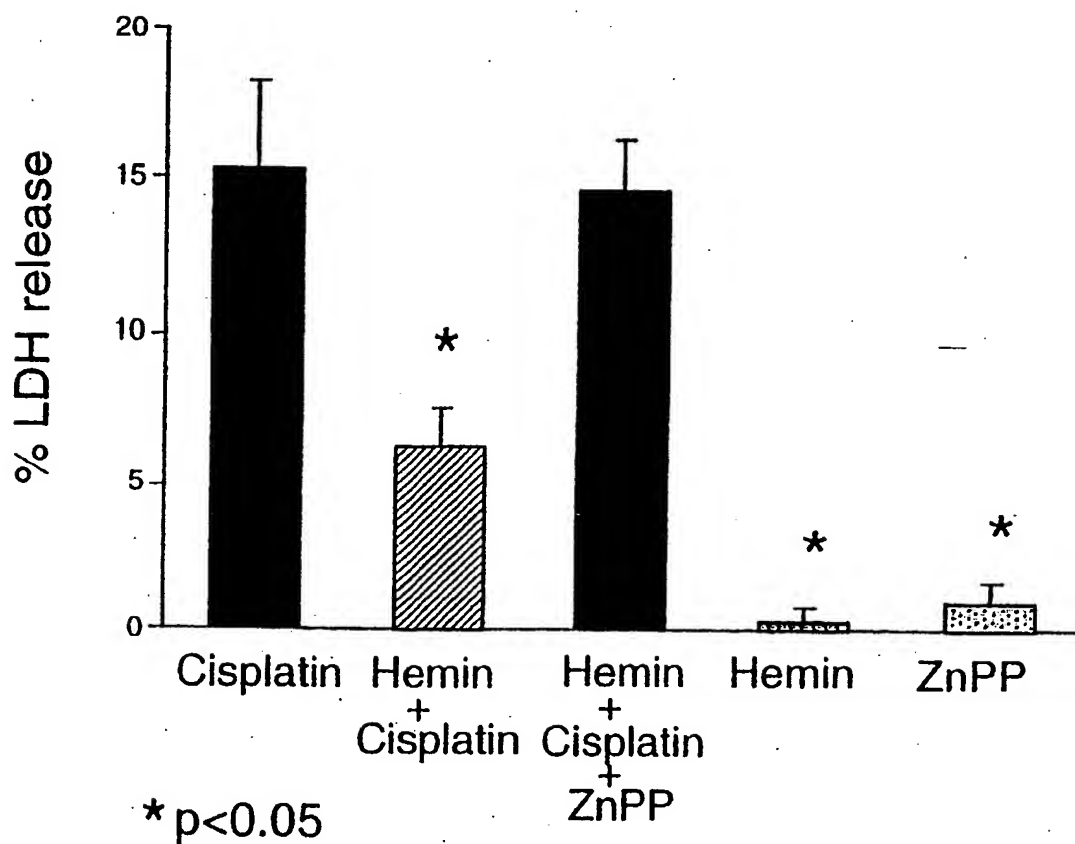 20
15
10
5
0
% LDH release
*
*
*
Cisplatin
Hemin
+
Cisplatin
Hemin
+
Cisplatin
+
ZnPP
Hemin
ZnPP
* p<0.05